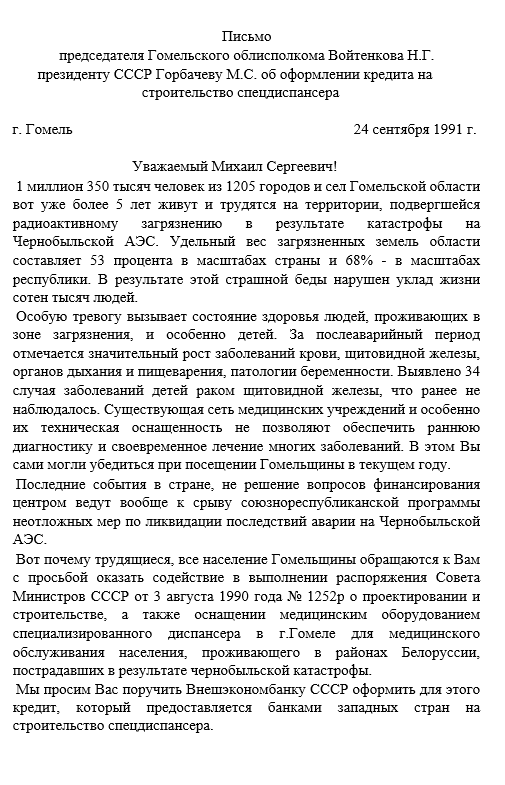 Письмо
председателя Гомельского облисполкома Войтенкова Н.Г.
президенту СССР Горбачеву М.С. об оформлении кредита на
строительство спецдиспансера
г. Гомель 24 сентября 1991 г.
Уважаемый Михаил Сергеевич!
1 миллион 350 тысяч человек из 1205 городов и сел Гомельской области
вот уже более 5 лет живут и трудятся на территории, подвергшейся
радиоактивному загрязнению в результате катастрофы на
Чернобыльской АЭС. Удельный вес загрязненных земель области
составляет 53 процента в масштабах страны и 68% - в масштабах
республики. В результате этой страшной беды нарушен уклад жизни
сотен тысяч людей.
Особую тревогу вызывает состояние здоровья людей, проживающих в
зоне загрязнения, и особенно детей. За послеаварийный период
отмечается значительный рост заболеваний крови, щитовидной железы,
органов дыхания и пищеварения, патологии беременности. Выявлено 34
случая заболеваний детей раком щитовидной железы, что ранее не
наблюдалось. Существующая сеть медицинских учреждений и особенно
их техническая оснащенность не позволяют обеспечить раннюю
диагностику и своевременное лечение многих заболеваний. В этом Вы
сами могли убедиться при посещении Гомельщины в текущем году.
Последние события в стране, не решение вопросов финансирования
центром ведут вообще к срыву союзнореспубликанской программы
неотложных мер по ликвидации последствий аварии на Чернобыльской
АЭС.
Вот почему трудящиеся, все население Гомельщины обращаются к Вам
с просьбой оказать содействие в выполнении распоряжения Совета
Министров СССР от 3 августа 1990 года № 1252р о проектировании и
строительстве, а также оснащении медицинским оборудованием
специализированного диспансера в г.Гомеле для медицинского
обслуживания населения, проживающего в районах Белоруссии,
пострадавших в результате чернобыльской катастрофы.
Мы просим Вас поручить Внешэкономбанку СССР оформить для этого
кредит, который предоставляется банками западных стран на
строительство спецдиспансера.